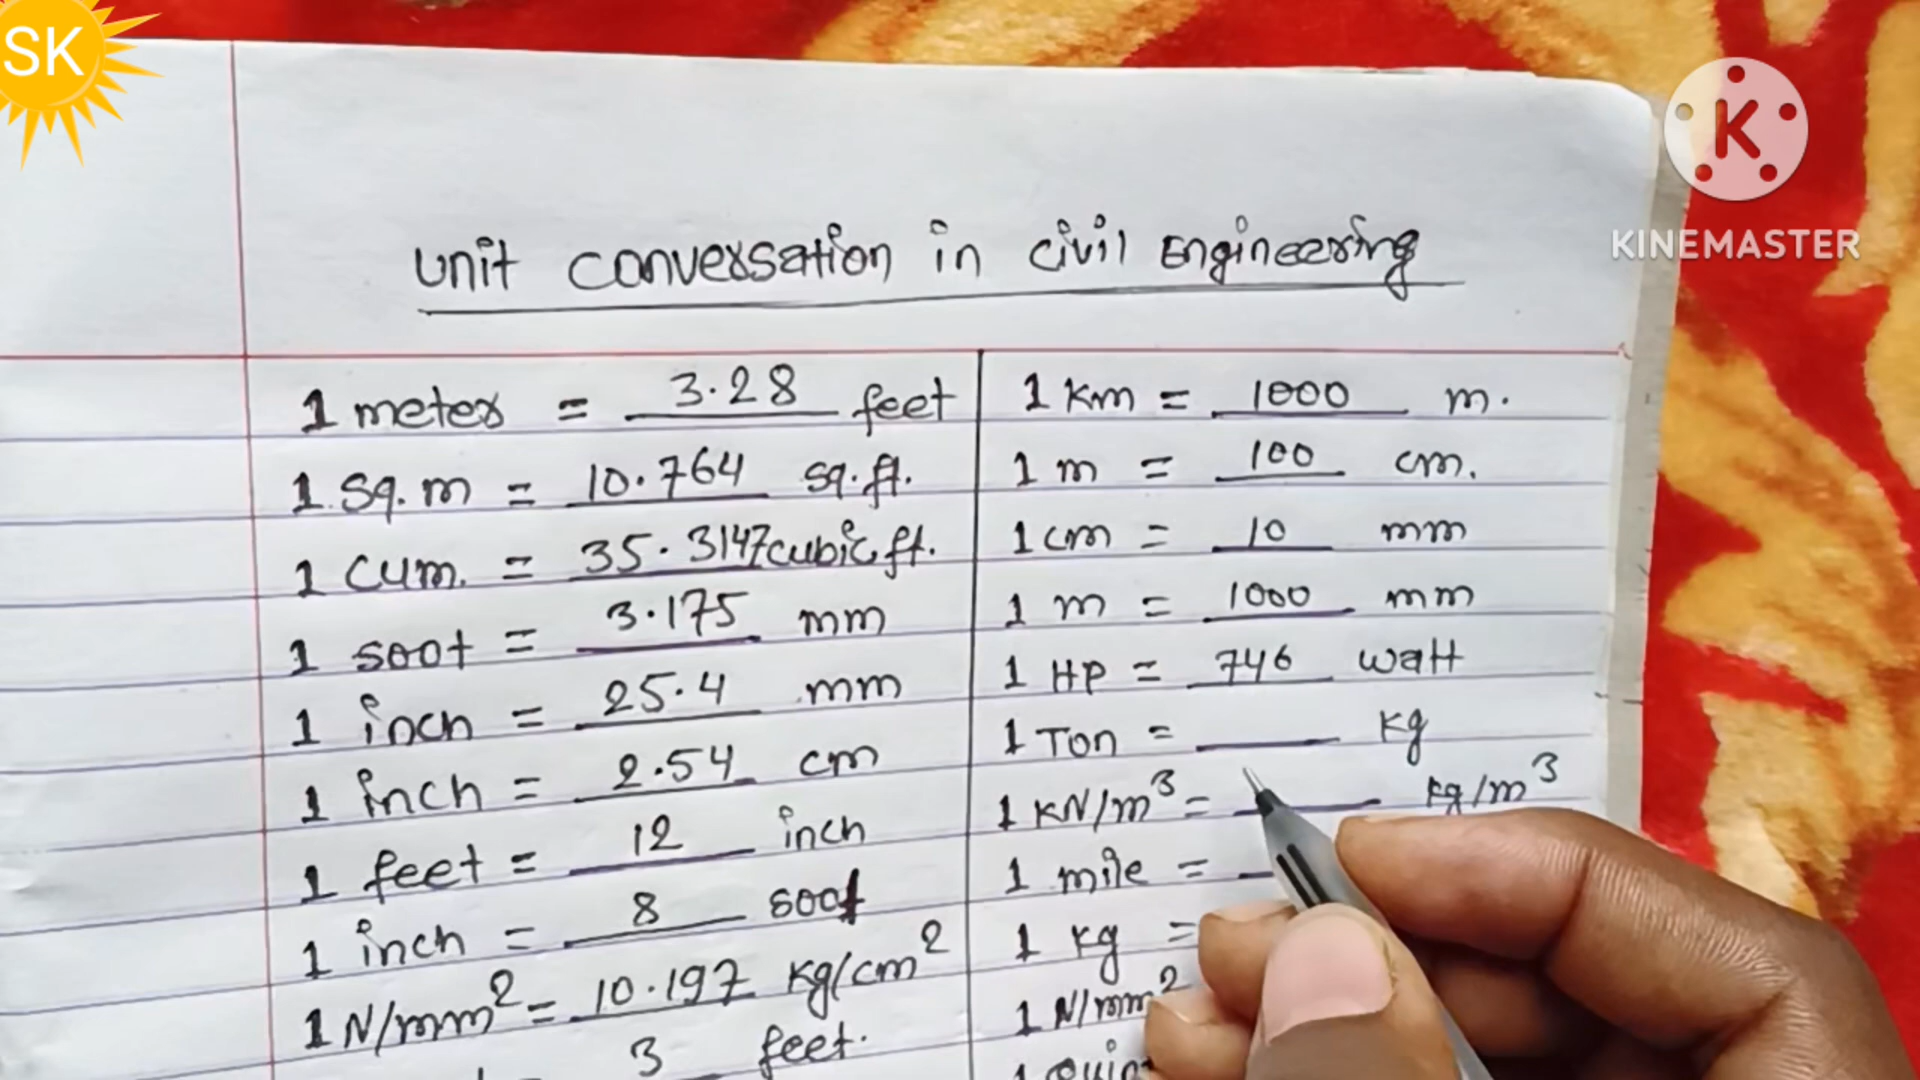 SK
K
KINEMASTER
unit conversation in civil Engineering
1 meter = 3.28 feet
1 sq.m = 10.764 sq.ft.
1 cum. = 35.3147 cubic ft.
1 soot = 3.175 mm
1 inch = 25.4 mm
1 inch = 2.54 cm
1 feet = 12 inch
1 inch = 8 soot
1 N/mm² = 10.197 kg/cm²
3 feet.
1 km = 1000 m.
1 m = 100 cm.
1 cm = 10 mm
1 m = 1000 mm
1 HP = 746 watt
1 Ton = ____ kg
1 KN/m³ = ____ kg/m³
1 mile =
1 kg =
1 N/mm²
1